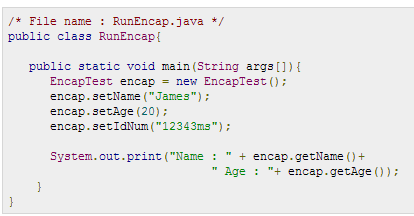 /* File name : RunEncap.java */
public class RunEncap{
public static void main(String args[]){
EncapTest encap = new EncapTest();
encap.setName("James");
encap.setAge(20);
encap.setIdNum("12343ms");
System.out.print("Name : " + encap.getName()+
" Age : "+ encap.getAge());
}
}